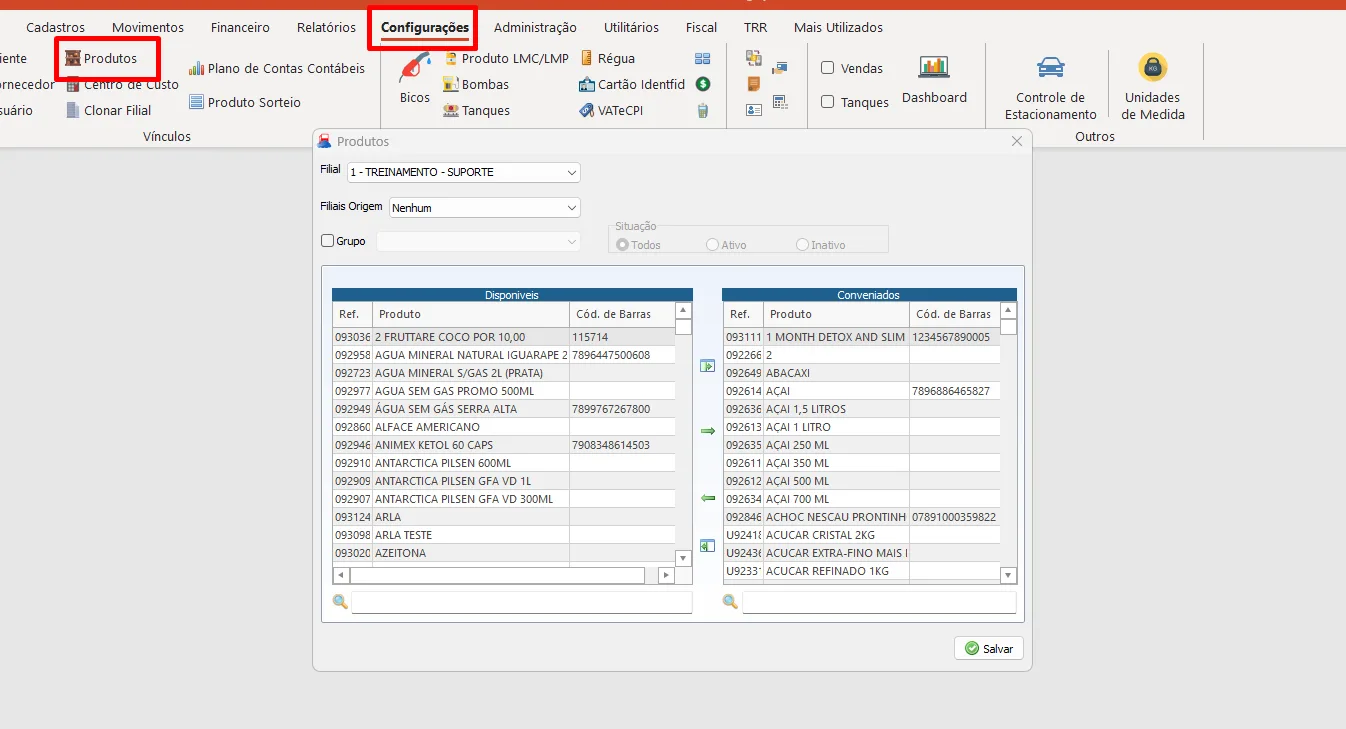 Cadastros Movimentos Financeiro Relatórios Configurações Administração Utilitários Fiscal TRR Mais Utilizados
iente Produtos Plano de Contas Contábeis Produto LMC/LMP Régua
ornecedor Centro de Custo Bombas Cartão Identfid Vendas
suário Clonar Filial Produto Sorteio Bicos Tanques VATeCPI Tanques Dashboard
Controle de Estacionamento
Unidades de Medida
Vínculos Outros
Produtos
Filial 1 - TREINAMENTO - SUPORTE
Filiais Origem Nenhum
Grupo
Situação
Todos Ativo Inativo
Disponiveis
Ref. Produto Cód. de Barras
093036 2 FRUTTARE COCO POR 10,00 115714
092958 AGUA MINERAL NATURAL IGUARAPE 2 7896447500608
092723 AGUA MINERAL S/GAS 2L (PRATA)
092977 AGUA SEM GAS PROMO 500ML
092949 ÁGUA SEM GÁS SERRA ALTA 7899767267800
092860 ALFACE AMERICANO
092946 ANIMEX KETOL 60 CAPS 7908348614503
092910 ANTARCTICA PILSEN 600ML
092909 ANTARCTICA PILSEN GFA VD 1L
092907 ANTARCTICA PILSEN GFA VD 300ML
093124 ARLA
093098 ARLA TESTE
093020 AZEITONA
Conveniados
Ref. Produto Cód. de Barras
093111 1 MONTH DETOX AND SLIM 1234567890005
092266 2
092649 ABACAXI
092614 AÇAI 7896886465827
092636 AÇAI 1,5 LITROS
092613 AÇAI 1 LITRO
092635 AÇAI 250 ML
092611 AÇAI 350 ML
092612 AÇAI 500 ML
092634 AÇAI 700 ML
092846 ACHOC NESCAU PRONTINH 07891000359822
U92418 ACUCAR CRISTAL 2KG
U92436 ACUCAR EXTRA-FINO MAIS
U92331 ACUCAR REFINADO 1KG
Salvar